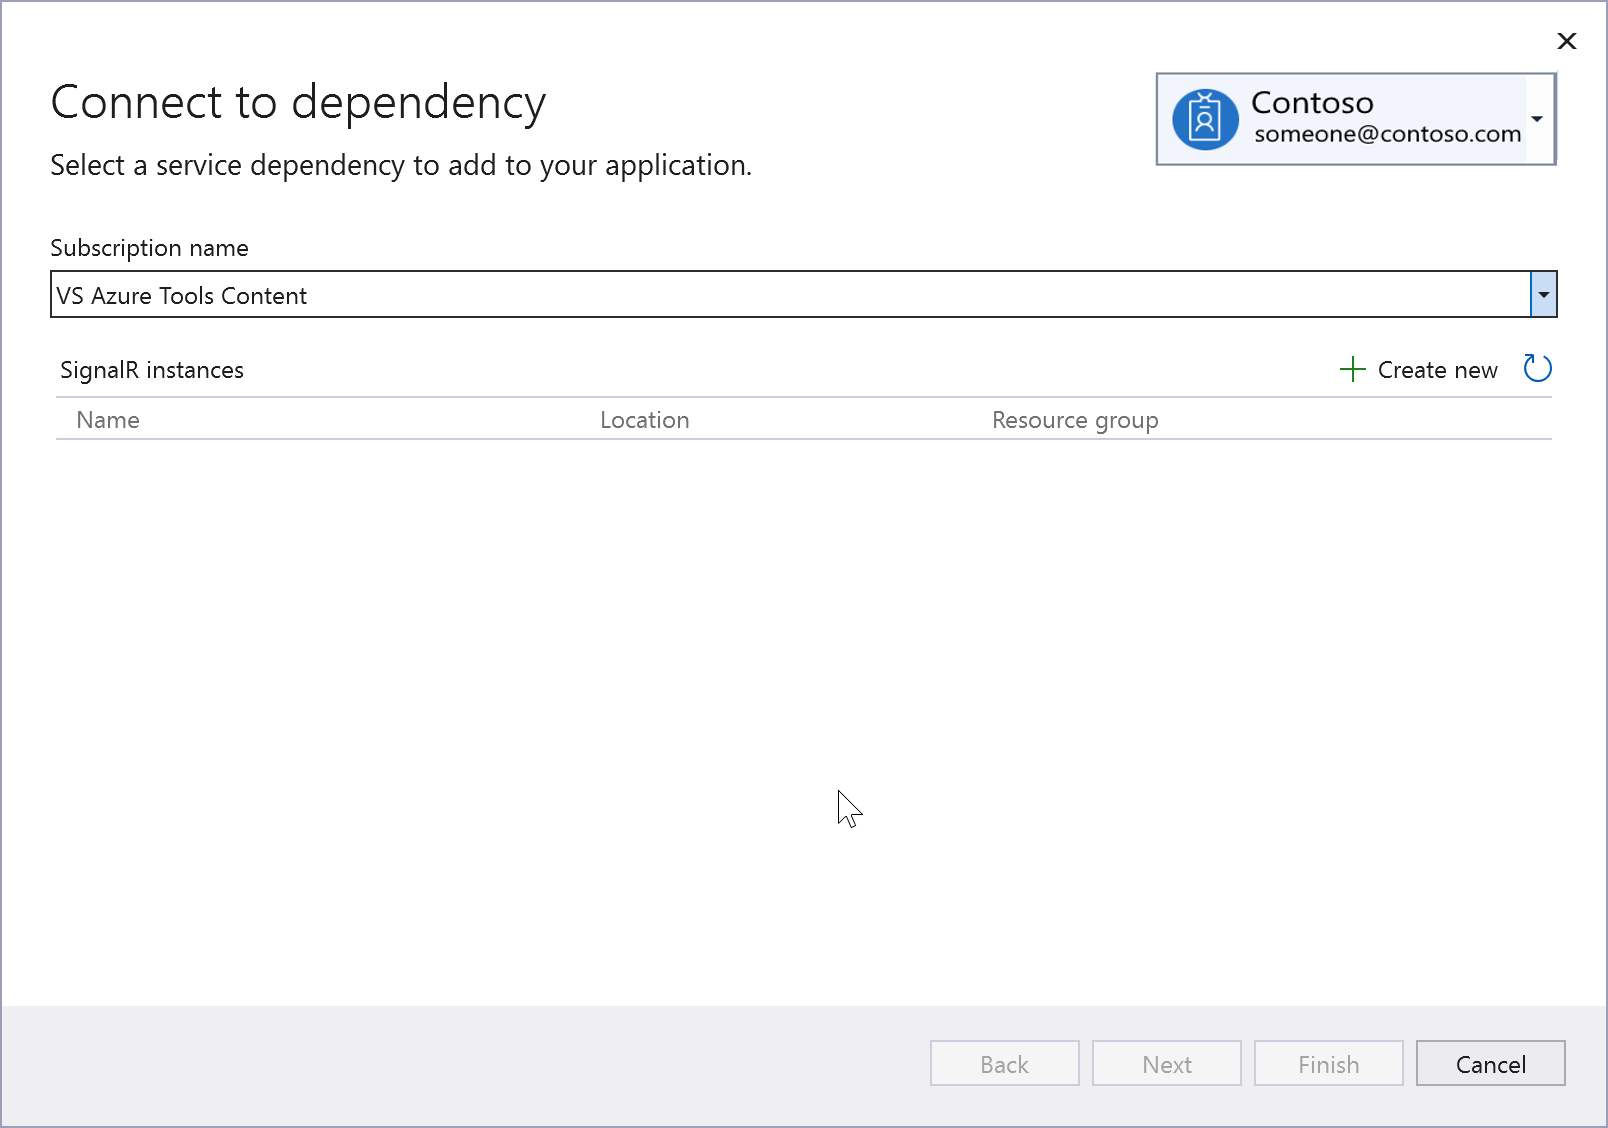 Connect to dependency
Select a service dependency to add to your application.
Contoso
someone@contoso.com
Subscription name
VS Azure Tools Content
SignalR instances
Create new
Name Location Resource group
Back Next Finish Cancel